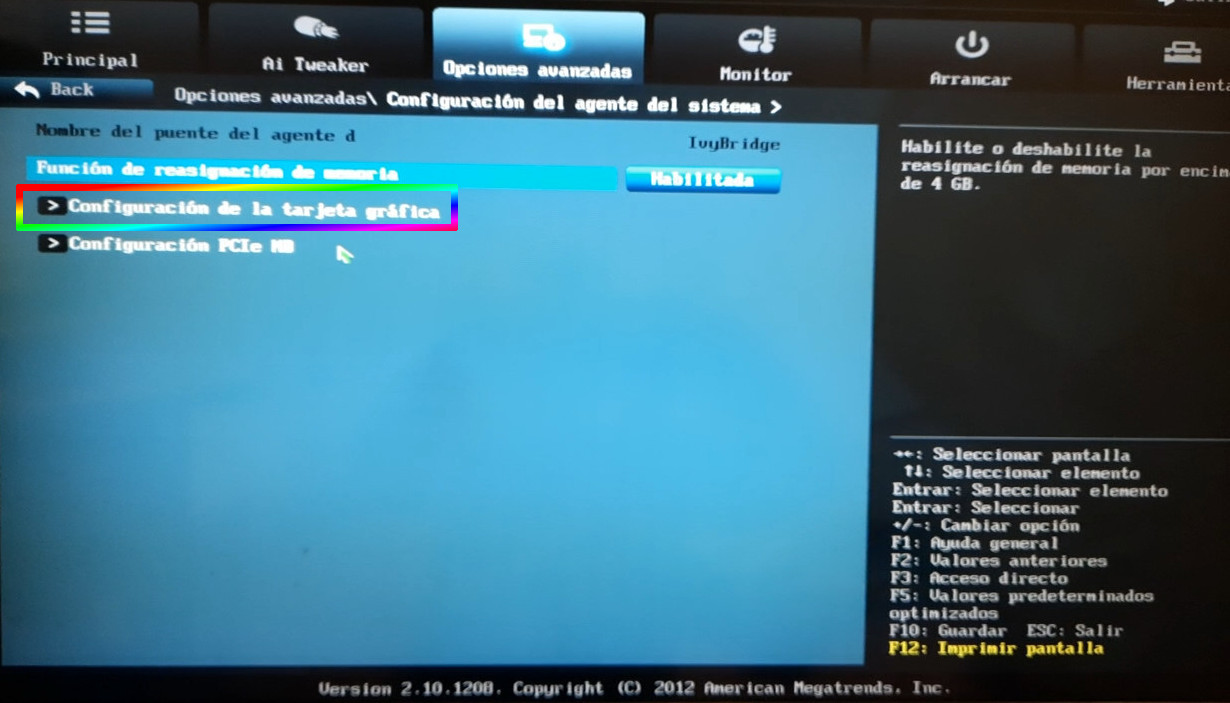 Principal
Ai Tweaker
Opciones avanzadas
Monitor
Arrancar
Back
Opciones avanzadas\ Configuración del agente del sistema >
Nombre del puente del agente d
IvyBridge
Función de reasignación de memoria
Habilitada
> Configuración de la tarjeta gráfica
> Configuración PCIe NB
Habilite o deshabilite la
reasignación de memoria por encim
de 4 GB.
→←: Seleccionar pantalla
↑↓: Seleccionar elemento
Entrar: Seleccionar elemento
Entrar: Seleccionar
+/-: Cambiar opción
F1: Ayuda general
F2: Valores anteriores
F3: Acceso directo
F5: Valores predeterminados
optimizados
F10: Guardar ESC: Salir
F12: Imprimir pantalla
Version 2.10.1208. Copyright (C) 2012 American Megatrends, Inc.